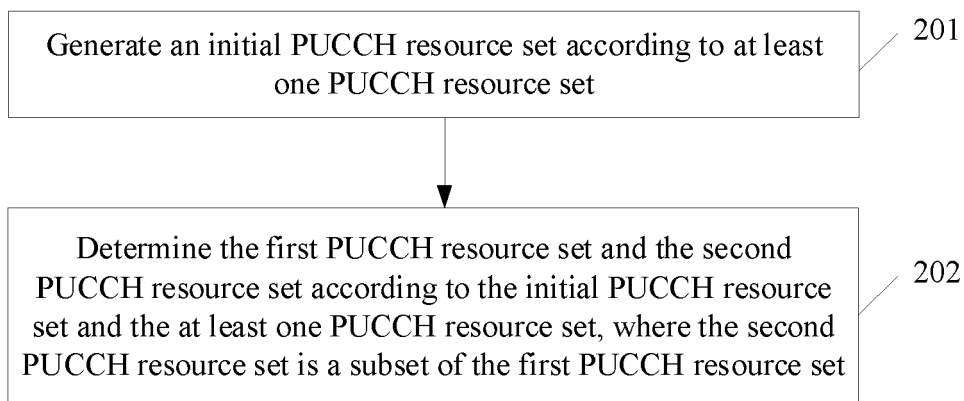 Generate an initial PUCCH resource set according to at least
one PUCCH resource set
201
Determine the first PUCCH resource set and the second
PUCCH resource set according to the initial PUCCH resource
set and the at least one PUCCH resource set, where the second
PUCCH resource set is a subset of the first PUCCH resource set
202